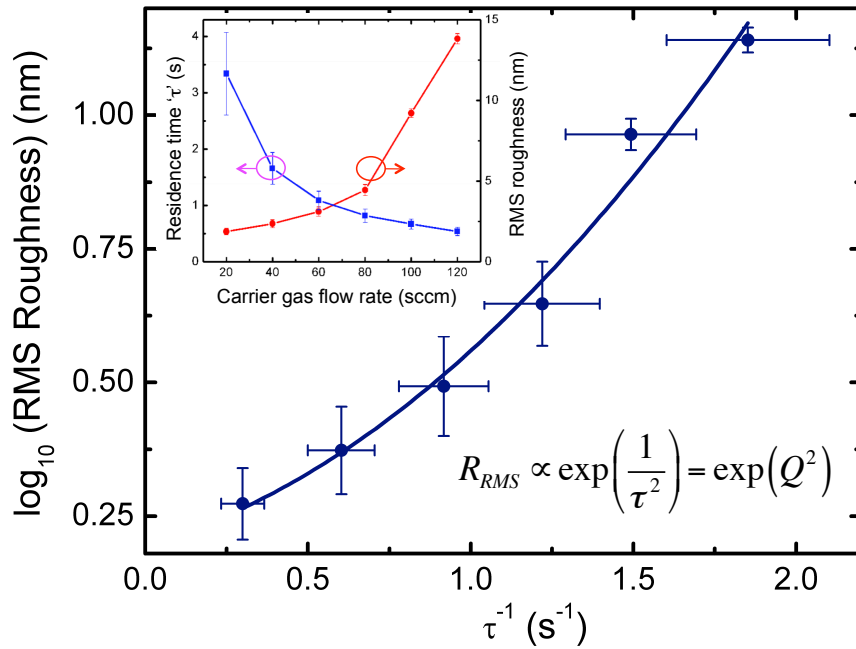 log₁₀ (RMS Roughness) (nm)
1.00
0.75
0.50
0.25
0.0 0.5 1.0 1.5 2.0
τ⁻¹ (s⁻¹)
Residence time 'τ' (s)
4
3
2
1
0
20 40 60 80 100 120
Carrier gas flow rate (sccm)
15
10
5
0
RMS roughness (nm)
R_RMS ∝ exp(1/τ²) = exp(Q²)